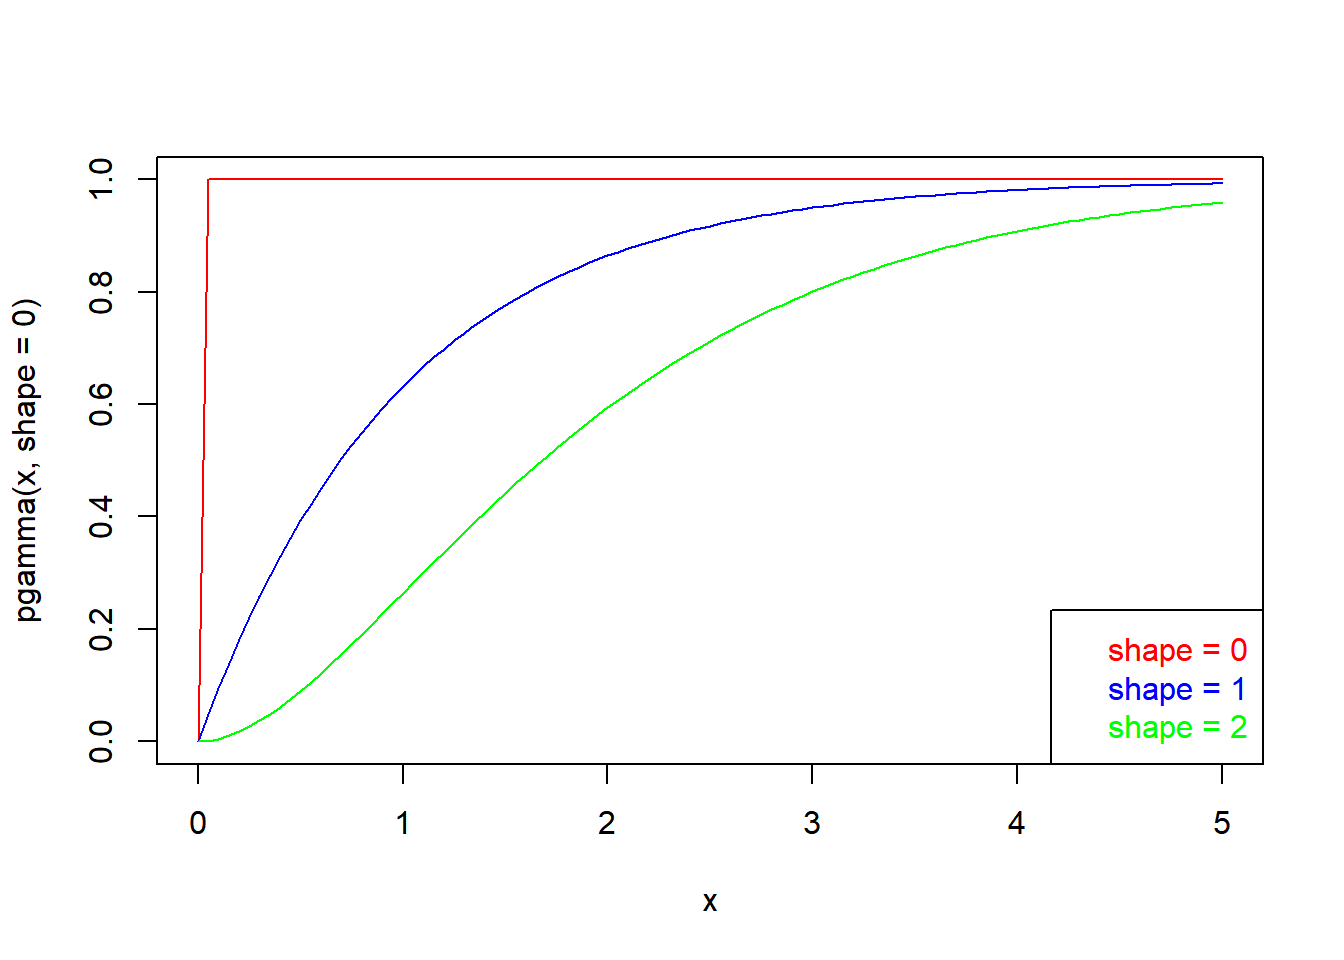 pgamma(x, shape = 0)
1.0
0.8
0.6
0.4
0.2
0.0
shape = 0
shape = 1
shape = 2
0 1 2 3 4 5
x